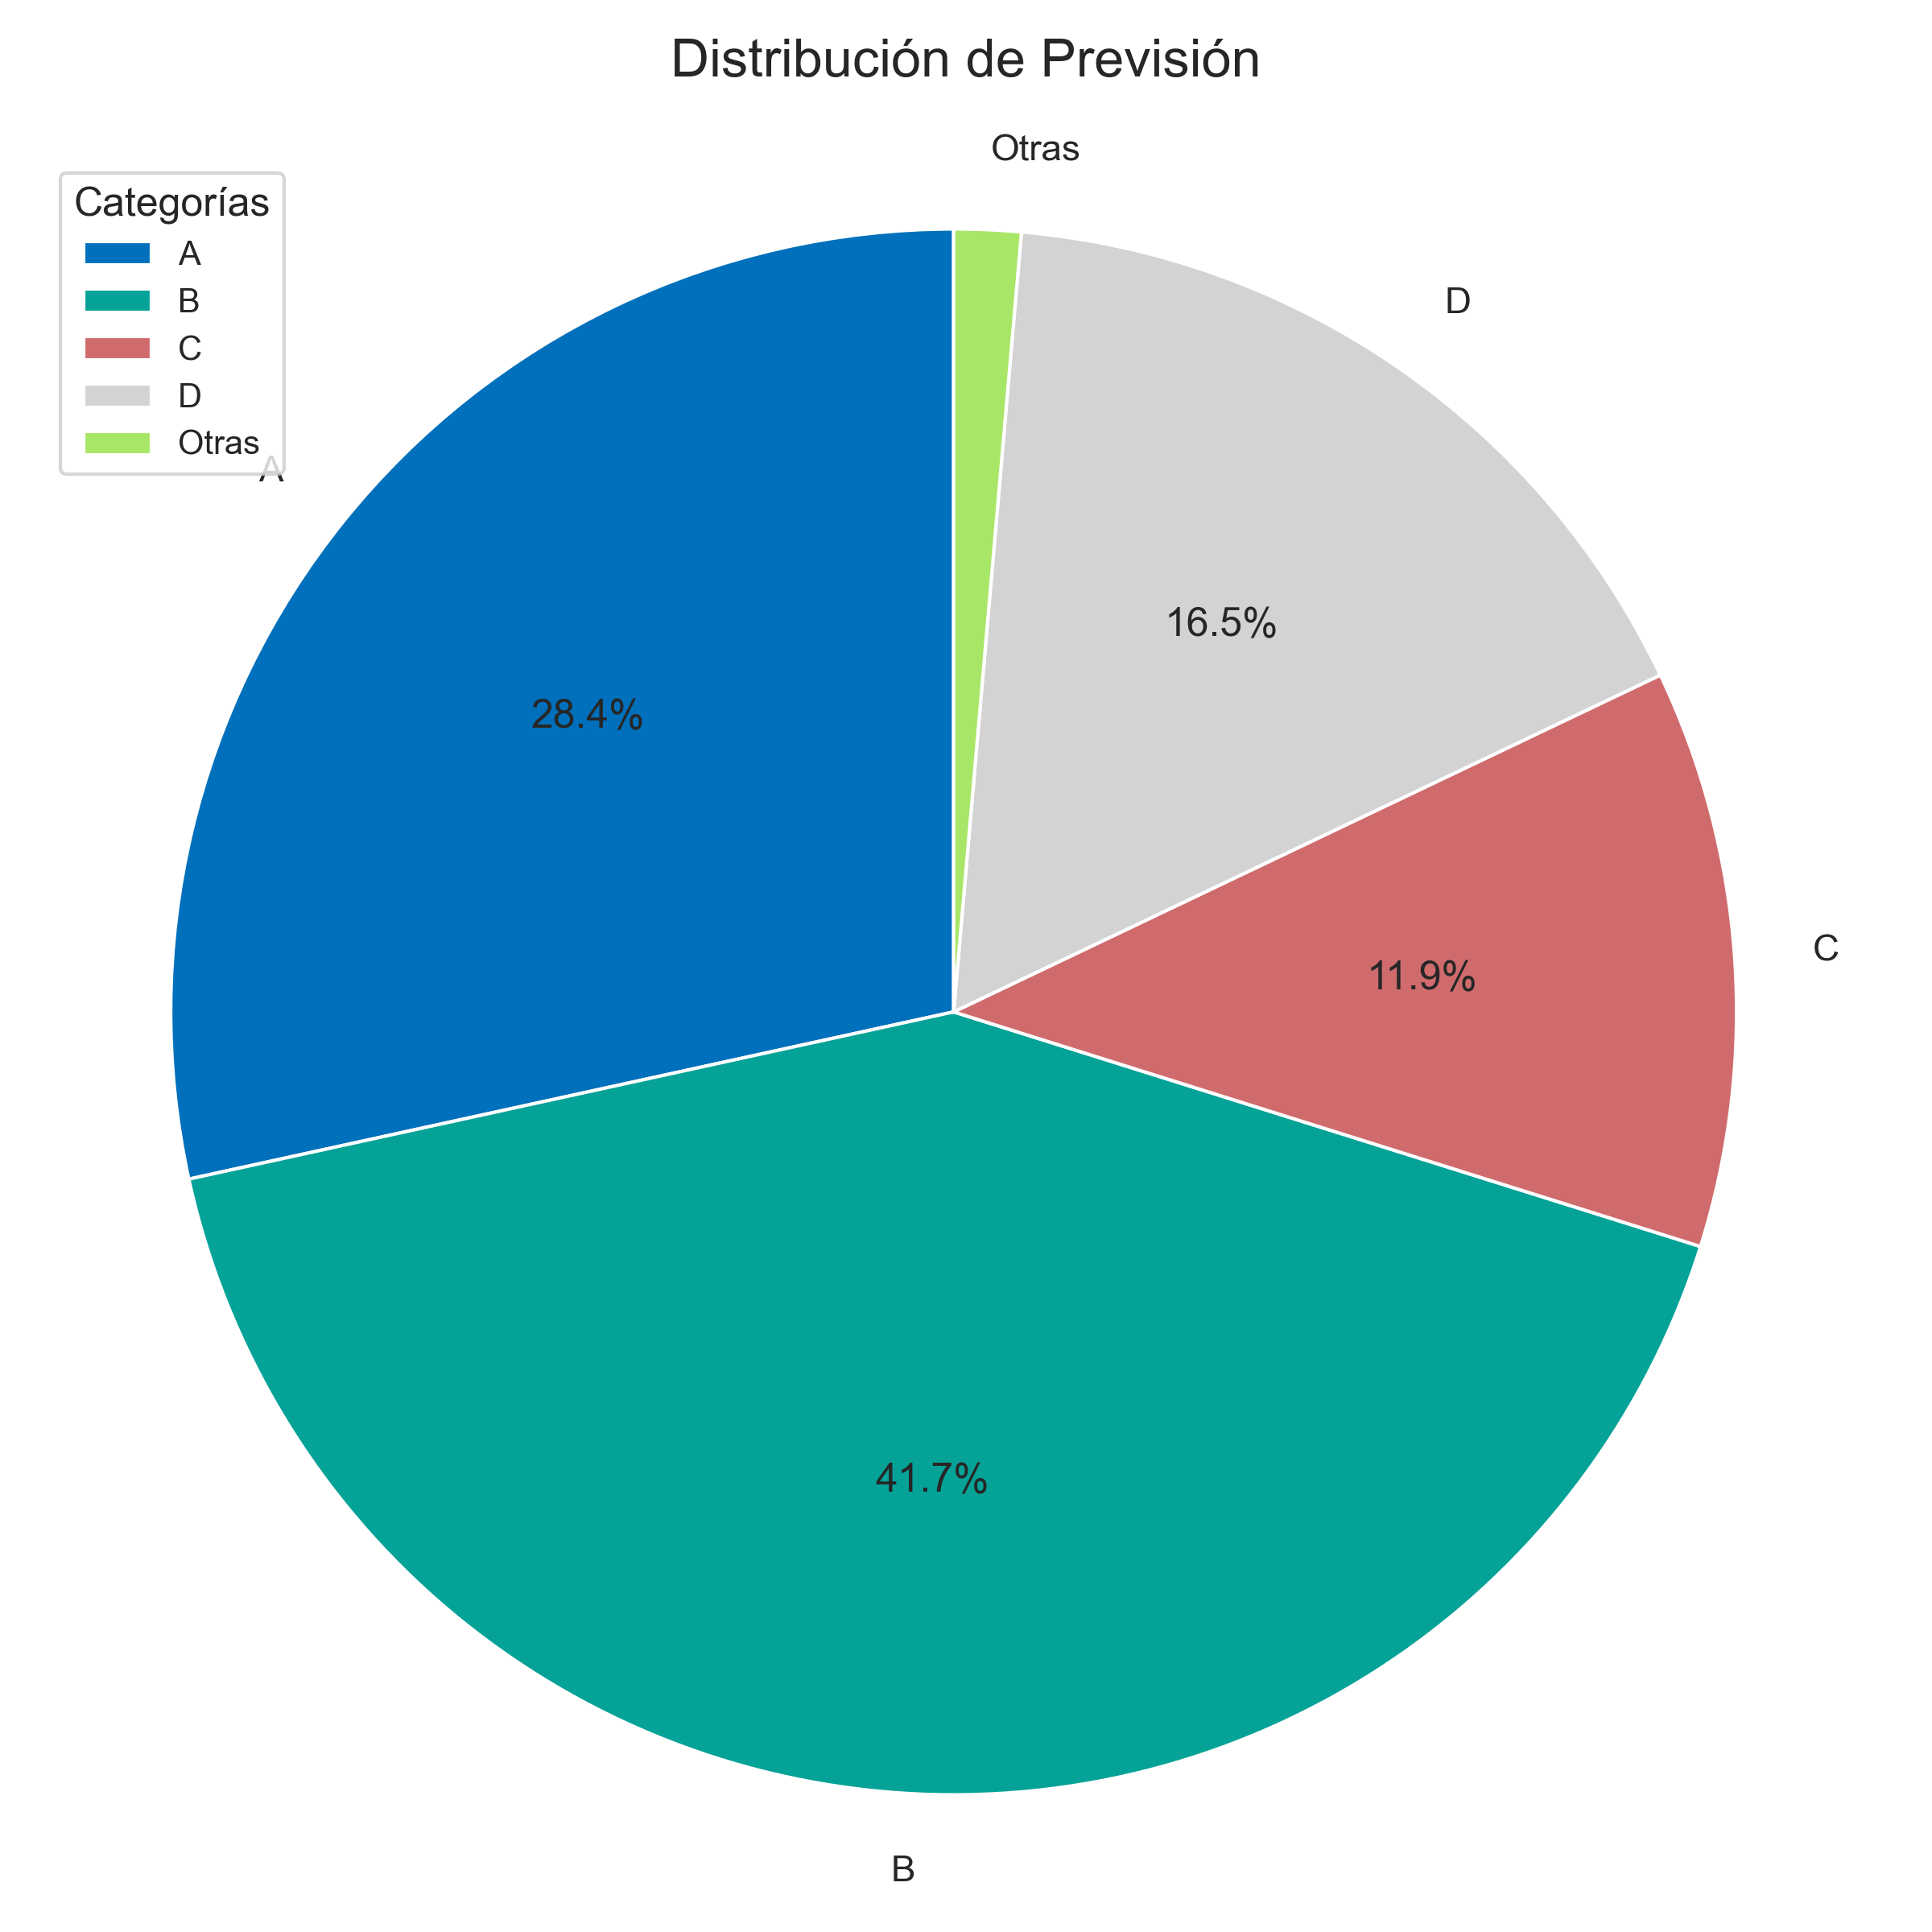 Distribución de Previsión
Otras
Categorías
A
B
C
D
Otras
A
D
16.5%
28.4%
C
11.9%
41.7%
B